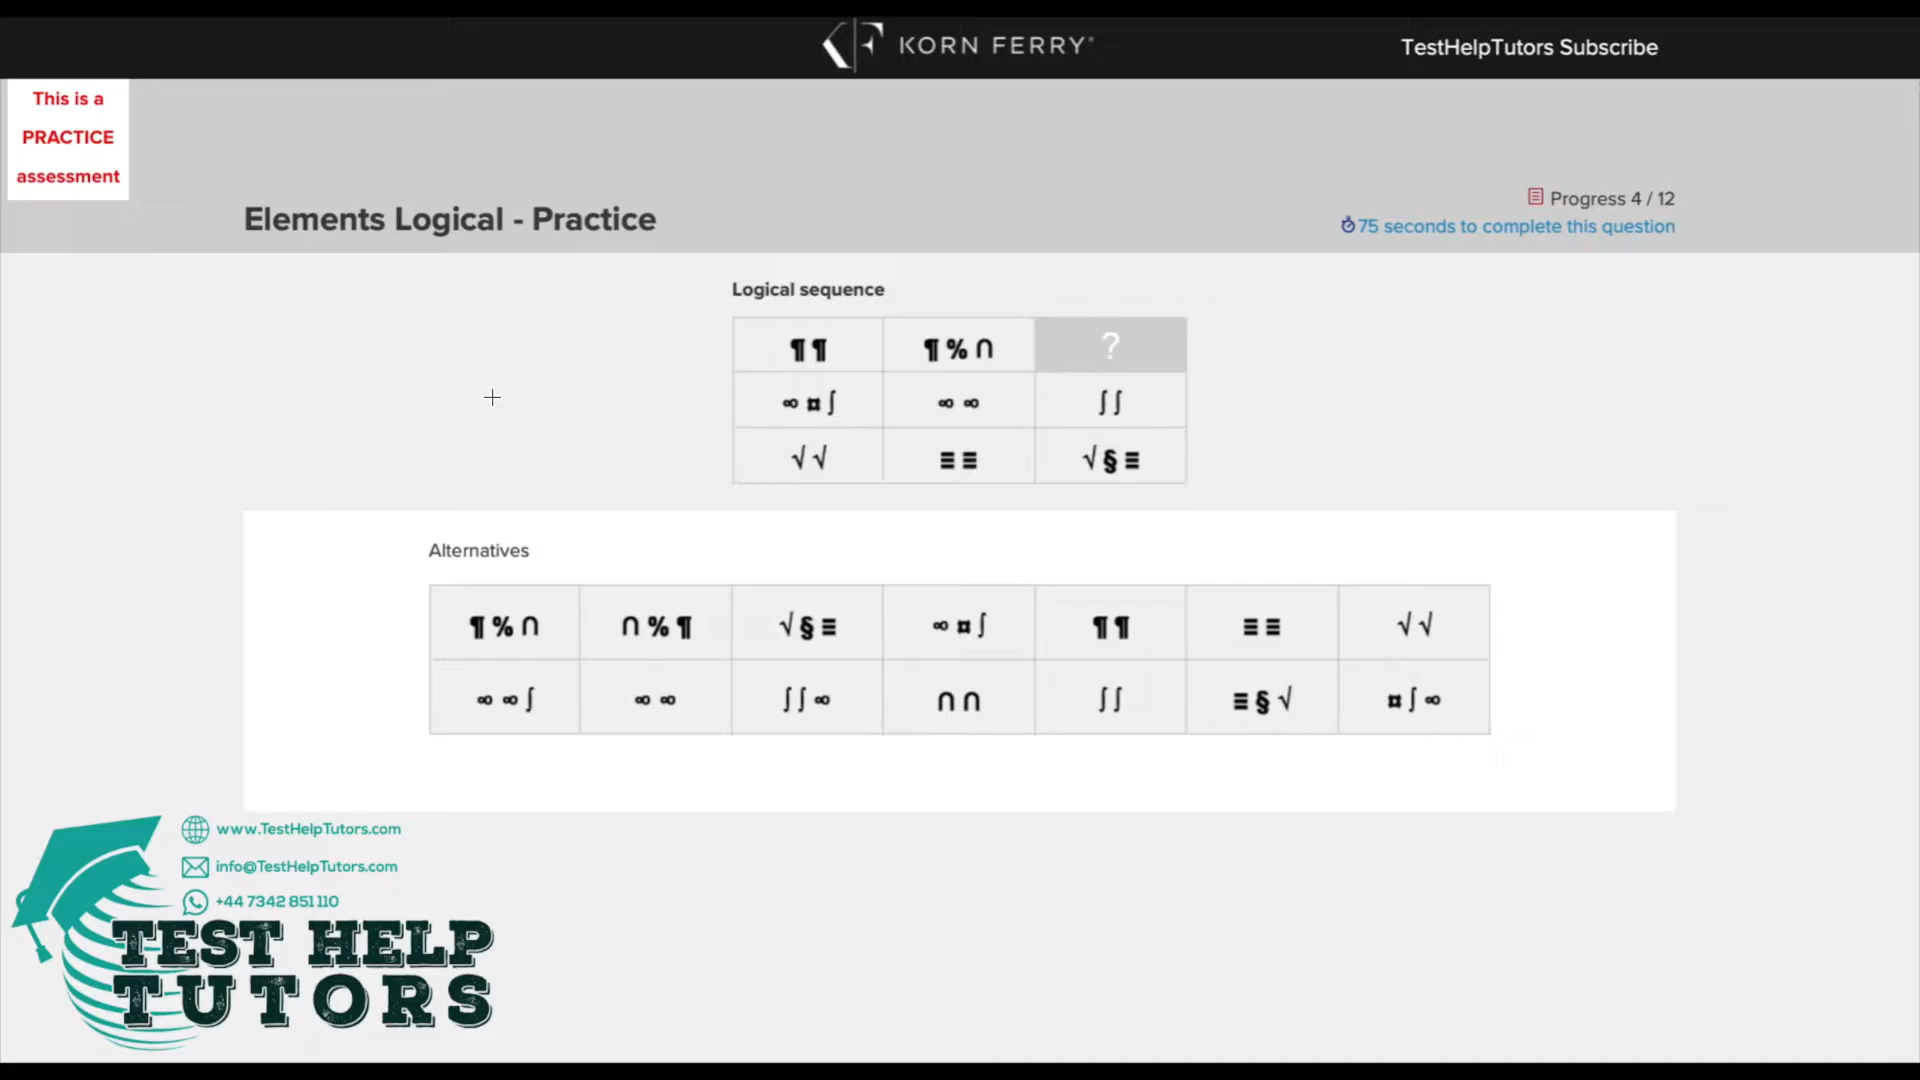 KORN FERRY
TestHelpTutors Subscribe
This is a
PRACTICE
assessment
Elements Logical - Practice
Progress 4 / 12
75 seconds to complete this question
Logical sequence
¶ ¶ ¶ % ∩ ?
∞ ¤ ∫ ∞ ∞ ∫ ∫
√ √ ≡ ≡ √ § ≡
Alternatives
¶ % ∩ ∩ % ¶ √ § ≡ ∞ ¤ ∫ ¶ ¶ ≡ ≡ √ √
∞ ∞ ∫ ∞ ∞ ∫ ∫ ∞ ∩ ∩ ∫ ∫ ≡ § √ ¤ ∫ ∞
www.TestHelpTutors.com
info@TestHelpTutors.com
+44 7342 851 110
TEST HELP
TUTORS